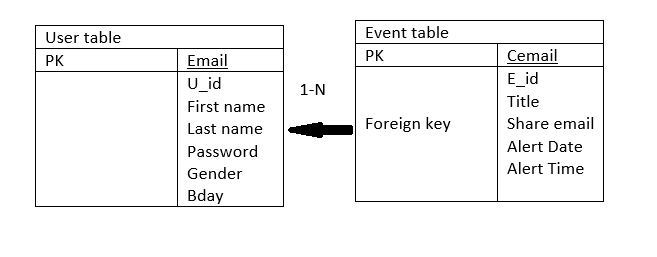 User table
PK Email
U_id
First name
Last name
Password
Gender
Bday
1-N
Event table
PK Cemail
E_id
Title
Foreign key Share email
Alert Date
Alert Time